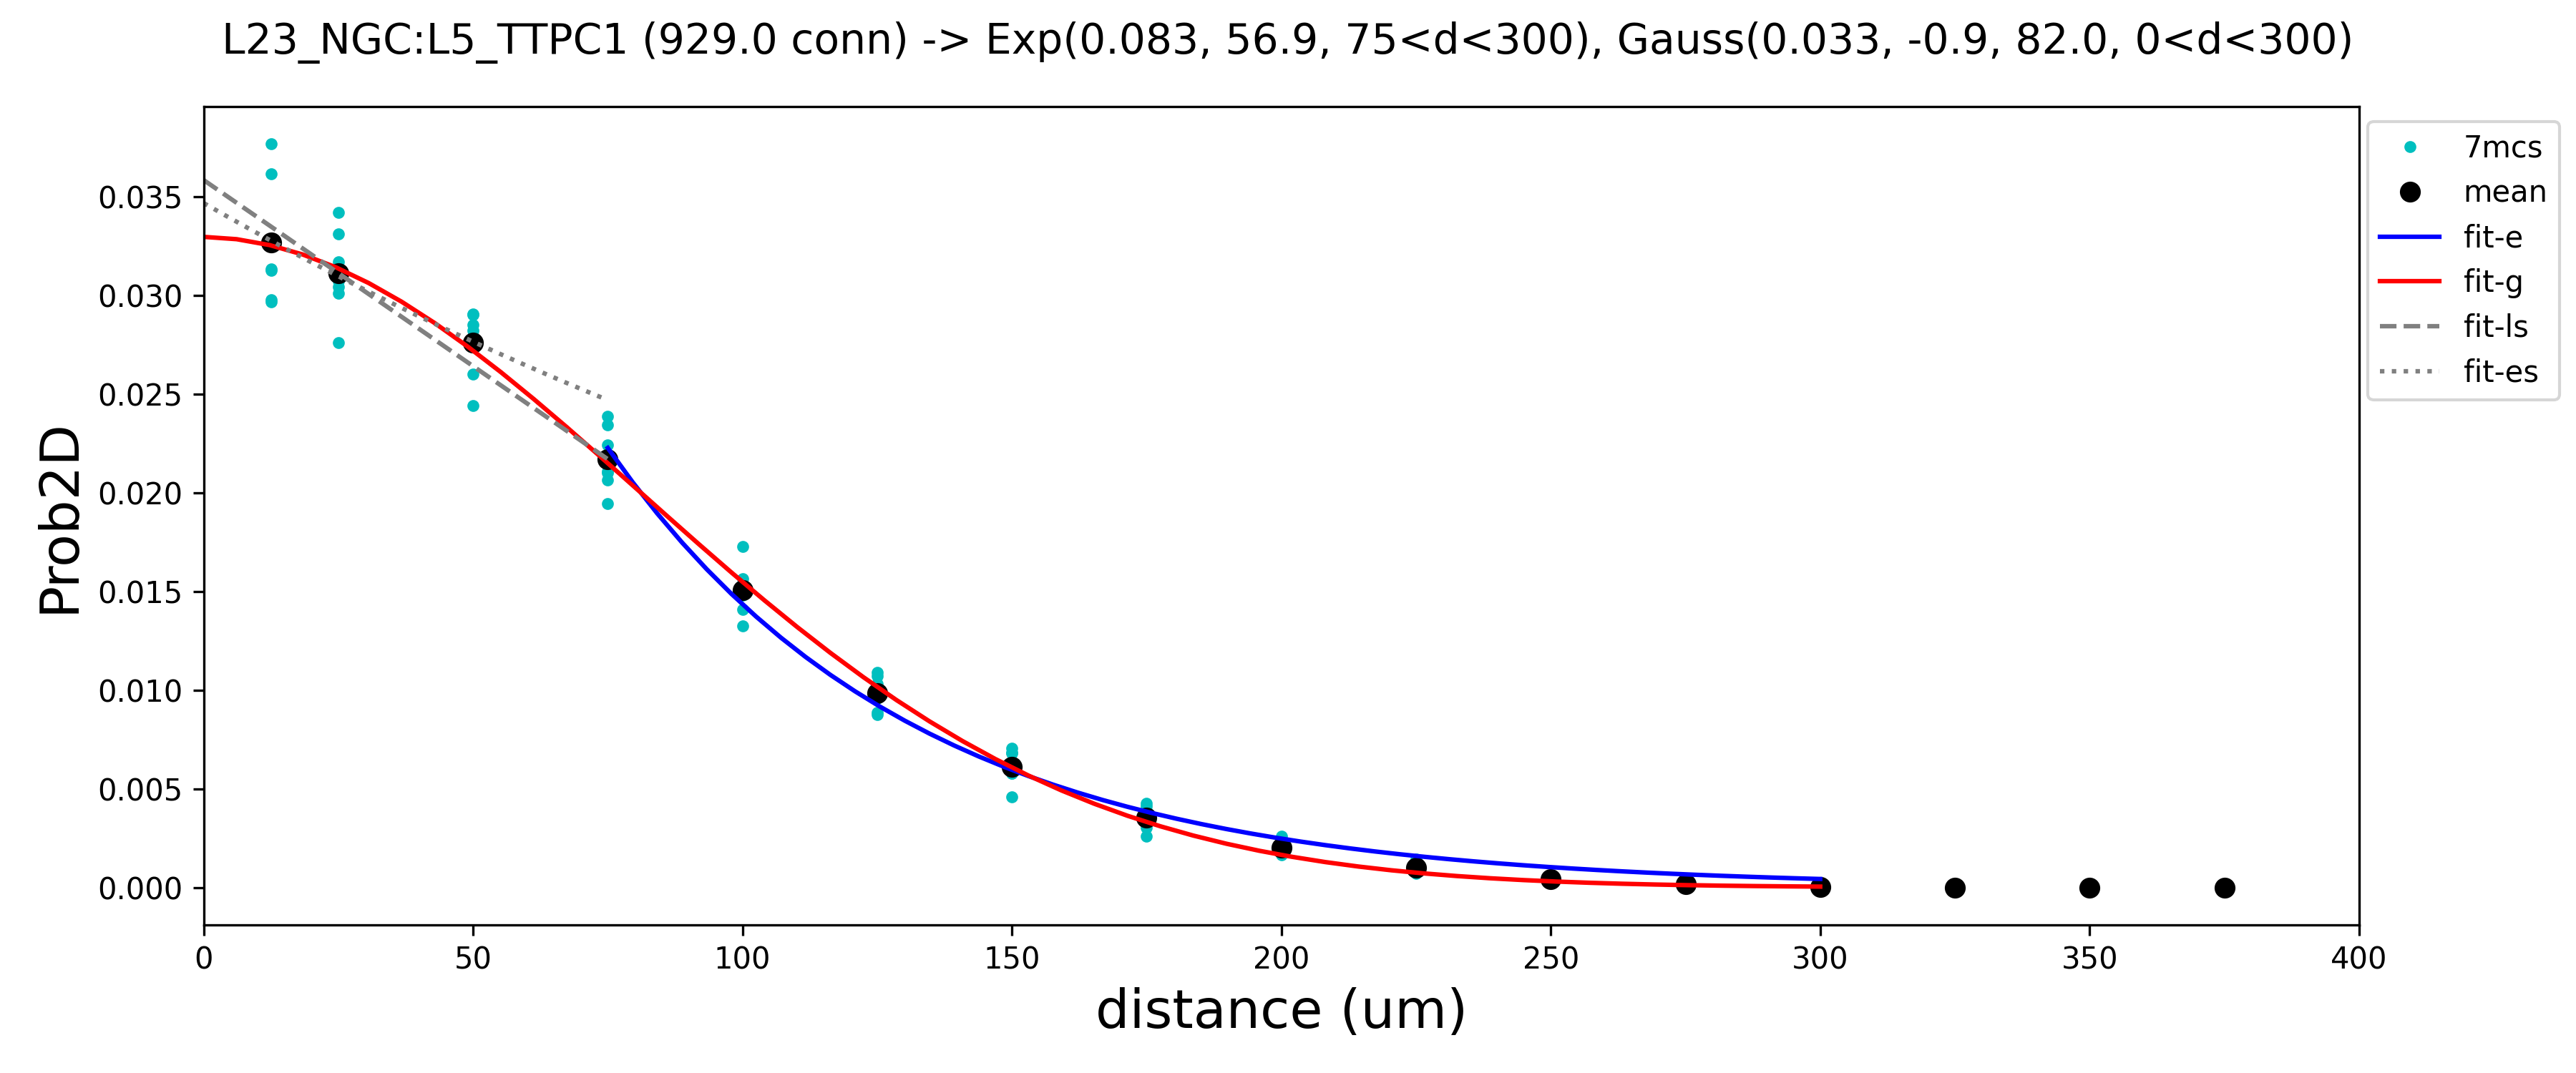 L23_NGC:L5_TTPC1 (929.0 conn) -> Exp(0.083, 56.9, 75<d<300), Gauss(0.033, -0.9, 82.0, 0<d<300)
7mcs
mean
fit-e
fit-g
fit-ls
fit-es
Prob2D
0.035
0.030
0.025
0.020
0.015
0.010
0.005
0.000
0 50 100 150 200 250 300 350 400
distance (um)